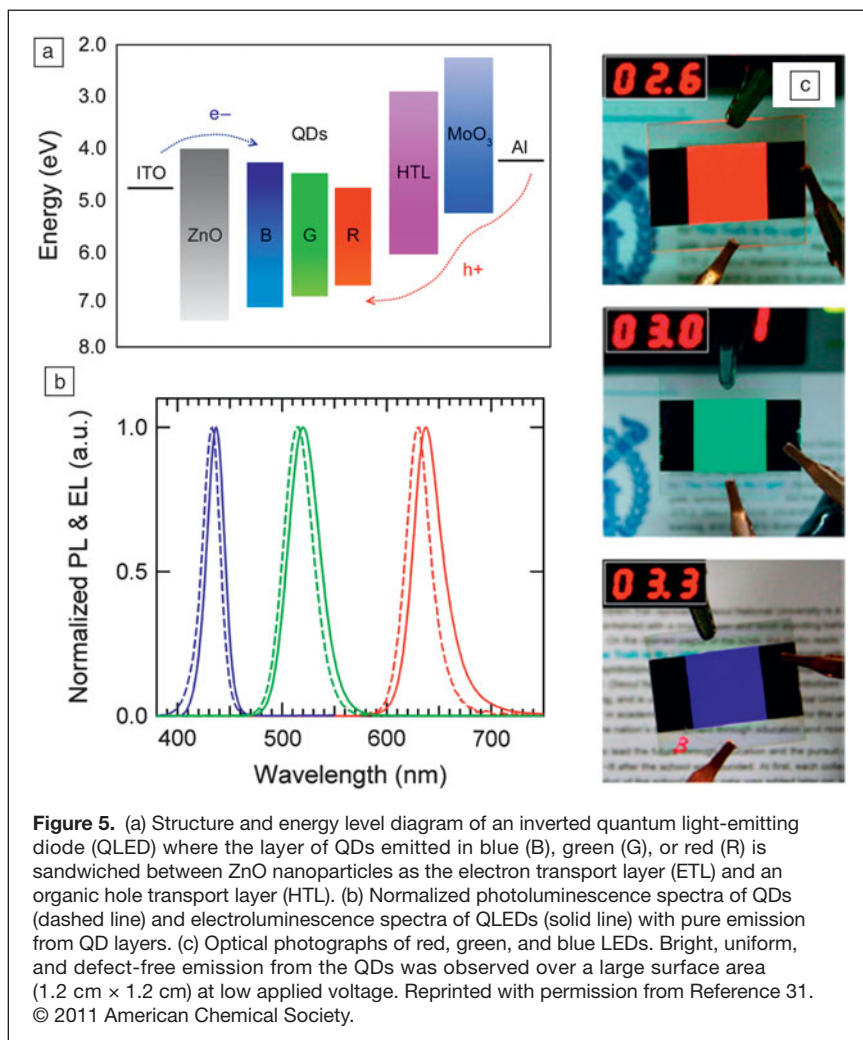 a
2.0
3.0
4.0
5.0
6.0
7.0
8.0
Energy (eV)
ITO
e–
ZnO
QDs
B
G
R
HTL
MoO3
Al
h+
b
1.0
0.5
0.0
Normalized PL & EL (a.u.)
400 500 600 700
Wavelength (nm)
c
02.6
03.0
03.3
B
Figure 5. (a) Structure and energy level diagram of an inverted quantum light-emitting
diode (QLED) where the layer of QDs emitted in blue (B), green (G), or red (R) is
sandwiched between ZnO nanoparticles as the electron transport layer (ETL) and an
organic hole transport layer (HTL). (b) Normalized photoluminescence spectra of QDs
(dashed line) and electroluminescence spectra of QLEDs (solid line) with pure emission
from QD layers. (c) Optical photographs of red, green, and blue LEDs. Bright, uniform,
and defect-free emission from the QDs was observed over a large surface area
(1.2 cm × 1.2 cm) at low applied voltage. Reprinted with permission from Reference 31.
© 2011 American Chemical Society.